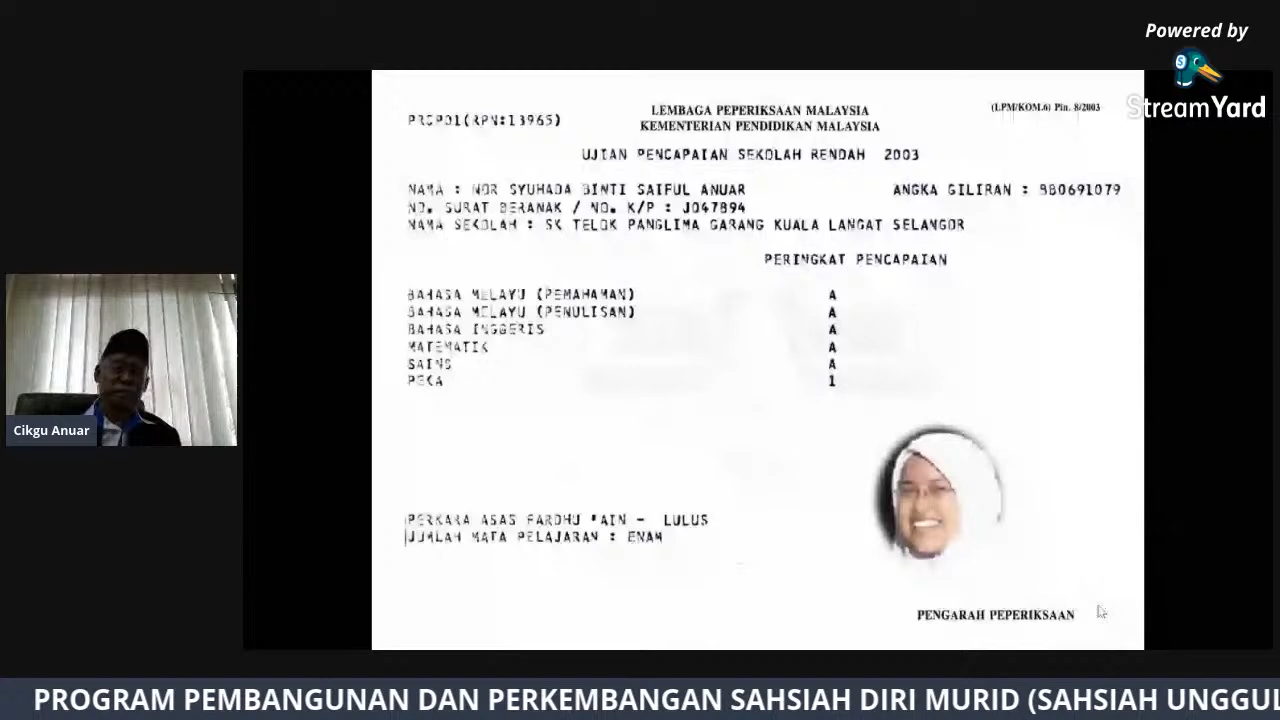 Powered by
StreamYard
PRGP01(RPN:13965)
LEMBAGA PEPERIKSAAN MALAYSIA
KEMENTERIAN PENDIDIKAN MALAYSIA
(LPM/KOM.6) Pin. 8/2003
UJIAN PENCAPAIAN SEKOLAH RENDAH 2003
NAMA : NOR SYUHADA BINTI SAIFUL ANUAR
ANGKA GILIRAN : BB0691079
NO. SURAT BERANAK / NO. K/P : J047894
NAMA SEKOLAH : SK TELOK PANGLIMA GARANG KUALA LANGAT SELANGOR
PERINGKAT PENCAPAIAN
BAHASA MELAYU (PEMAHAMAN) A
BAHASA MELAYU (PENULISAN) A
BAHASA INGGERIS A
MATEMATIK A
SAINS A
PEKA 1
PERKARA ASAS FARDHU 'AIN - LULUS
JUMLAH MATA PELAJARAN : ENAM
PENGARAH PEPERIKSAAN
Cikgu Anuar
PROGRAM PEMBANGUNAN DAN PERKEMBANGAN SAHSIAH DIRI MURID (SAHSIAH UNGGUL